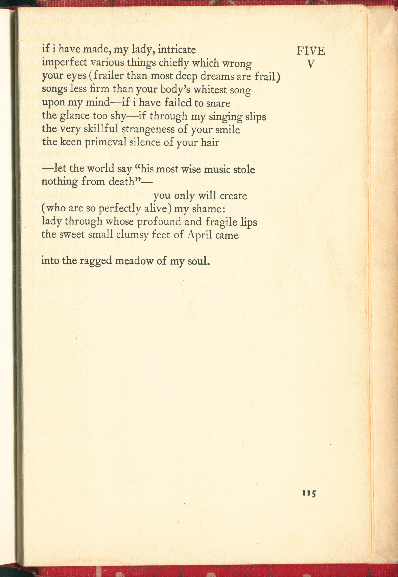 if i have made, my lady, intricate
imperfect various things chiefly which wrong
your eyes (frailer than most deep dreams are frail)
songs less firm than your body's whitest song
upon my mind—if i have failed to snare
the glance too shy—if through my singing slips
the very skillful strangeness of your smile
the keen primeval silence of your hair

—let the world say "his most wise music stole
nothing from death"—
you only will create
(who are so perfectly alive) my shame:
lady through whose profound and fragile lips
the sweet small clumsy feet of April came

into the ragged meadow of my soul.

FIVE
V

115